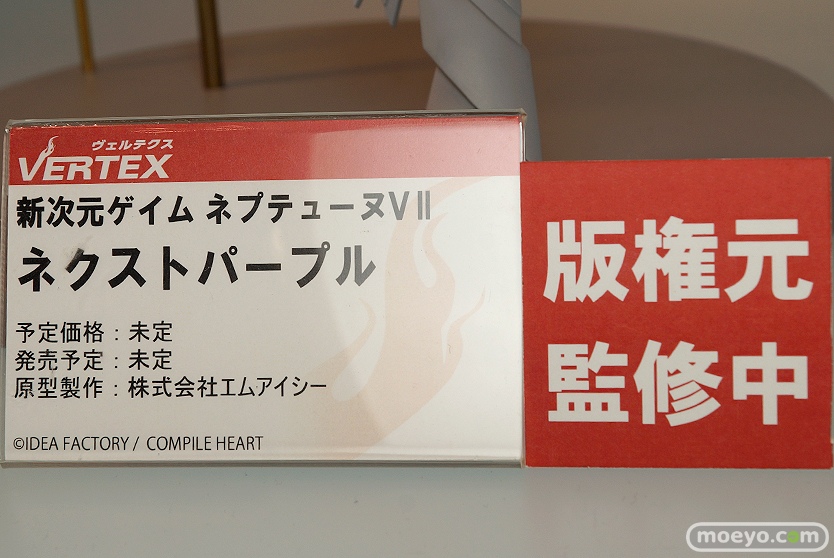 ヴェルテクス
VERTEX
新次元ゲイム ネプテューヌVⅡ
ネクストパープル
予定価格：未定
発売予定：未定
原型製作：株式会社エムアイシー
©IDEA FACTORY / COMPILE HEART
版権元
監修中
moeyo.com